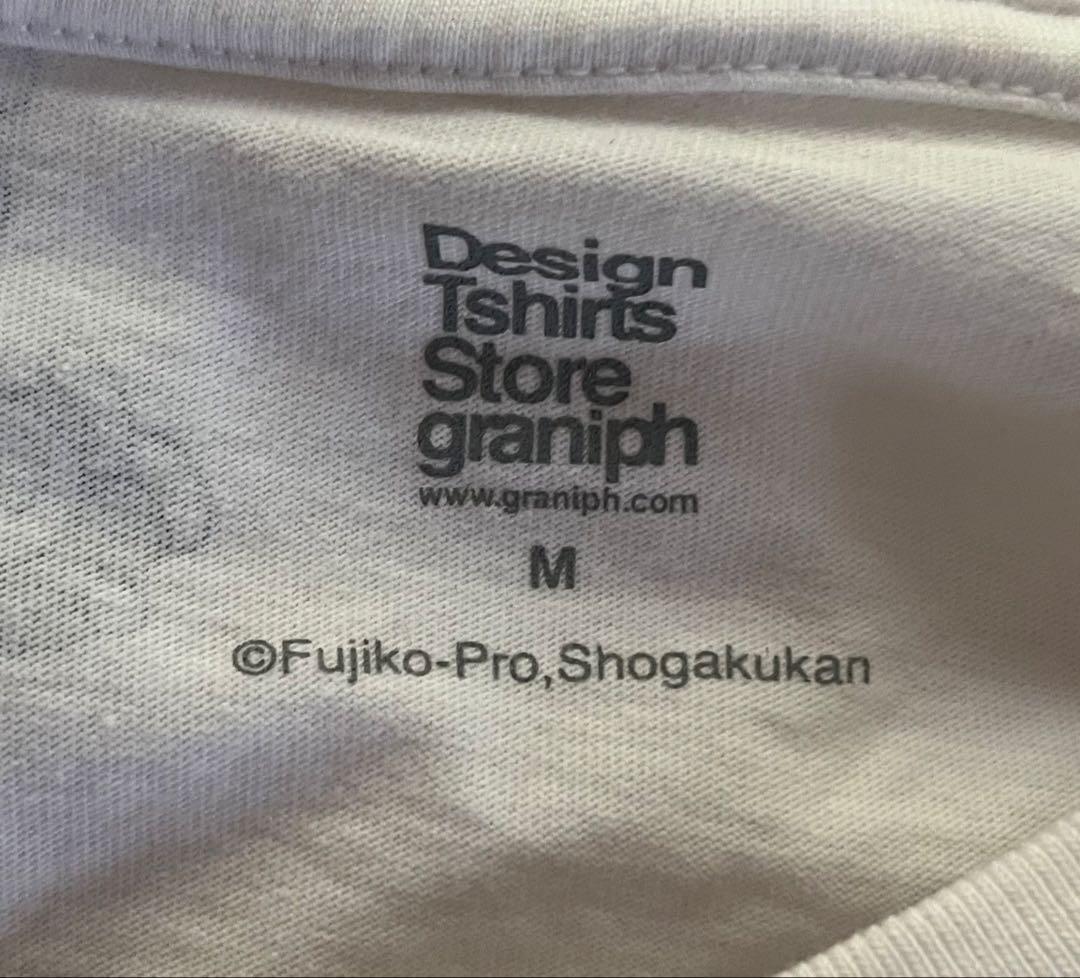 Design
Tshirts
Store
graniph
www.graniph.com
M
©Fujiko-Pro,Shogakukan